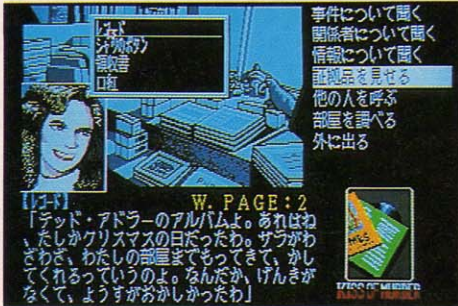 レコード
シャツのボタン
領収書
口紅
事件について聞く
関係者について聞く
情報について聞く
証拠品を見せる
他の人を呼ぶ
部屋を調べる
外に出る
【レコード】
W. PAGE:2
「テッド・アドラーのアルバムよ。あれはね
、たしかクリスマスの日だったわ。サラがわ
ざわざ、わたしの部屋までもってきて、かし
てくれるっていうのよ。なんだか、げんきが
なくて、ようすがおかしかったわ」
KISS OF MURDER